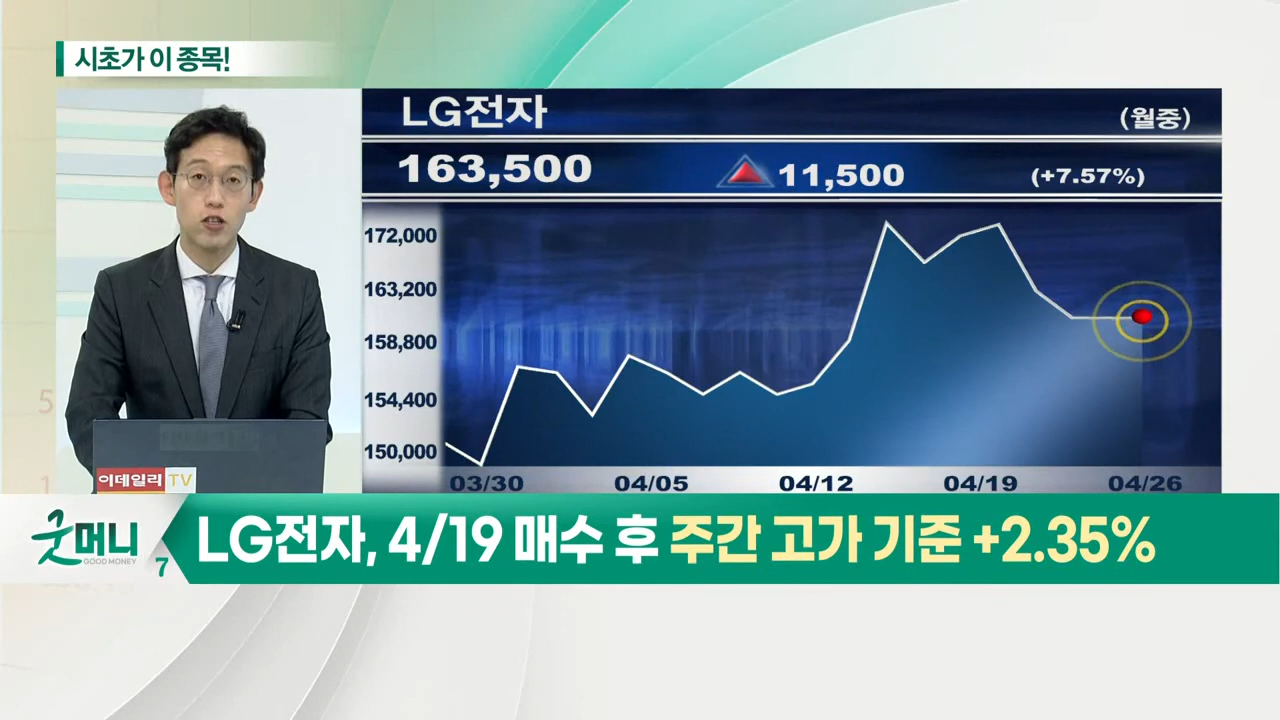 시초가 이 종목!
LG전자
(월중)
163,500
11,500
(+7.57%)
172,000
163,200
158,800
154,400
150,000
03/30
04/05
04/12
04/19
04/26
5
1
이데일리 TV
굿머니
GOOD MONEY
7
LG전자, 4/19 매수 후 주간 고가 기준 +2.35%